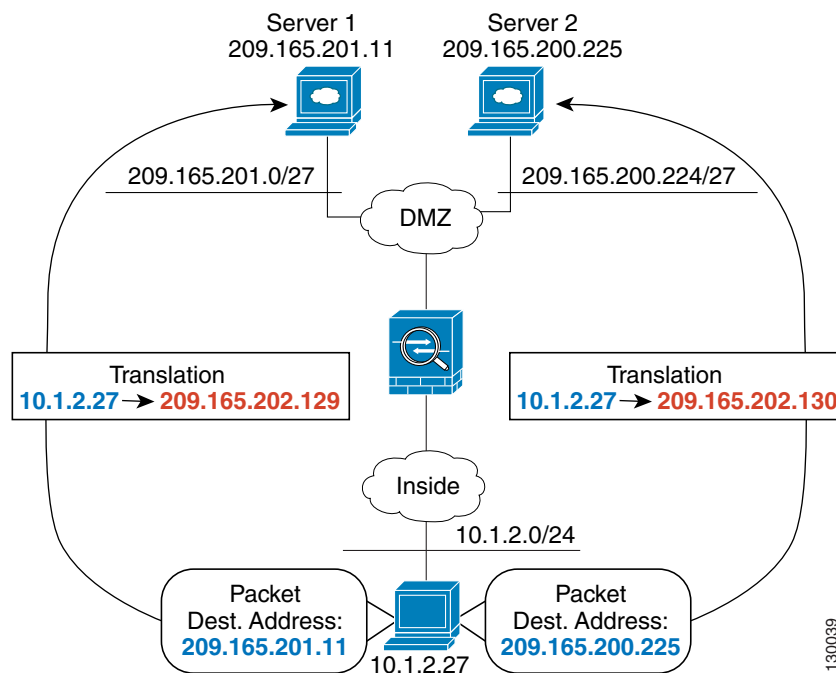 Server 1
209.165.201.11
Server 2
209.165.200.225
209.165.201.0/27
209.165.200.224/27
DMZ
Translation
10.1.2.27 209.165.202.129
Translation
10.1.2.27 209.165.202.130
Inside
10.1.2.0/24
Packet
Dest. Address:
209.165.201.11
Packet
Dest. Address:
209.165.200.225
10.1.2.27
130039